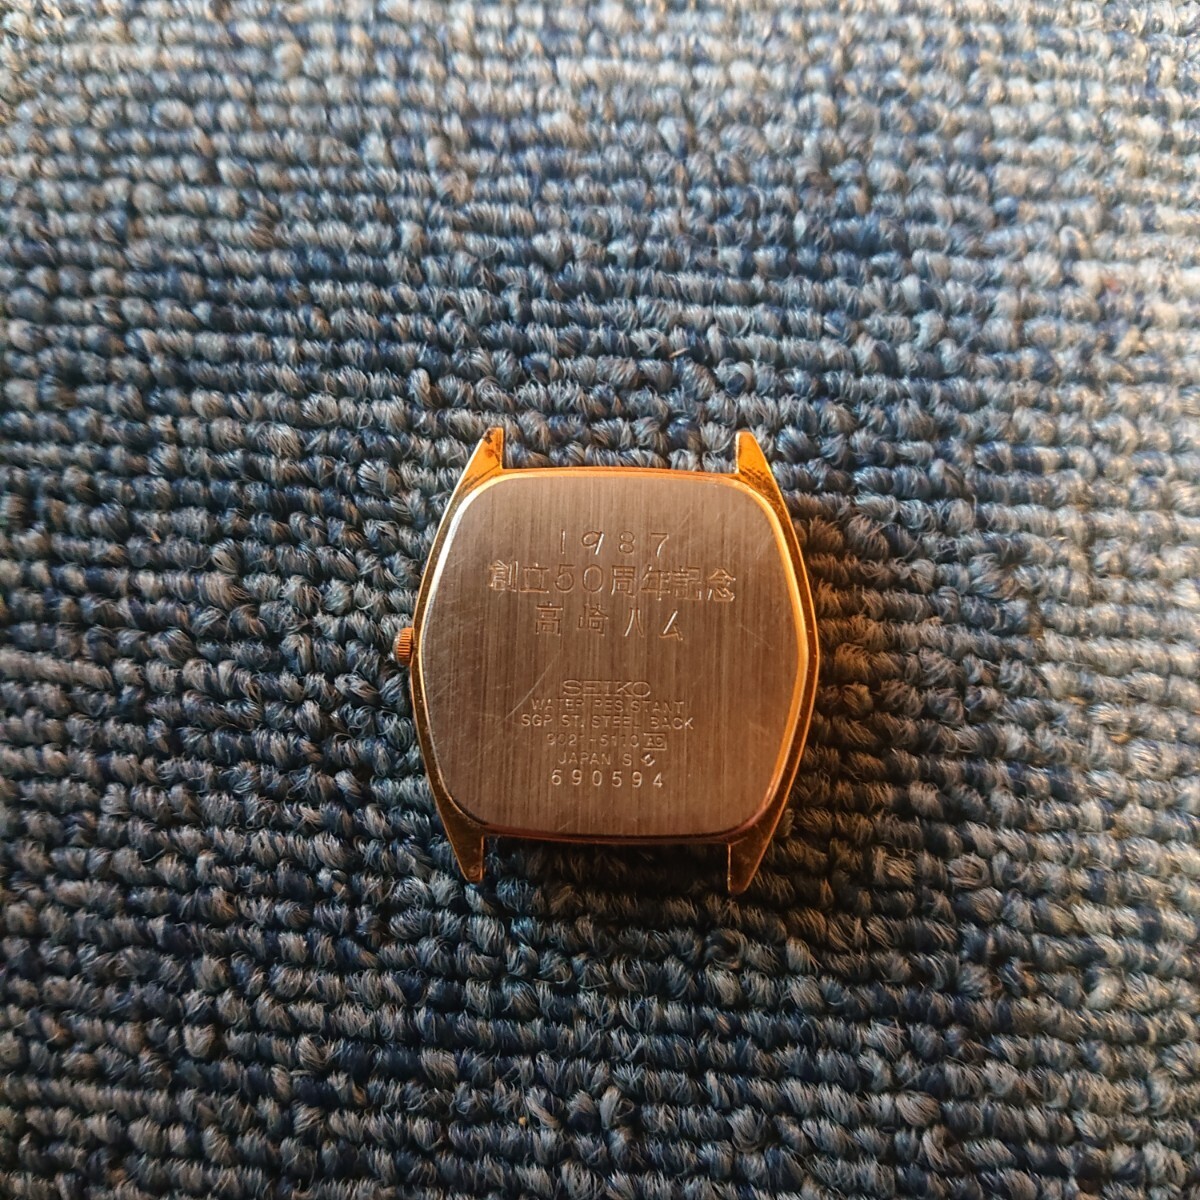 1987
創立50周年記念
高崎ハム
SEIKO
WATER RESISTANT
SGP ST. STEEL BACK
JAPAN S
690594